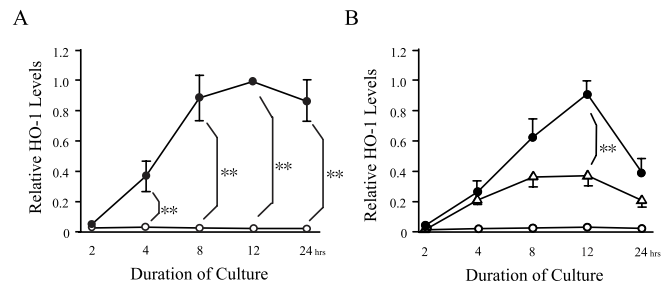 A
Relative HO-1 Levels
1.2
1.0
0.8
0.6
0.4
0.2
0
**
**
**
**
2 4 8 12 24 hrs
Duration of Culture
B
Relative HO-1 Levels
1.2
1.0
0.8
0.6
0.4
0.2
0
**
2 4 8 12 24 hrs
Duration of Culture